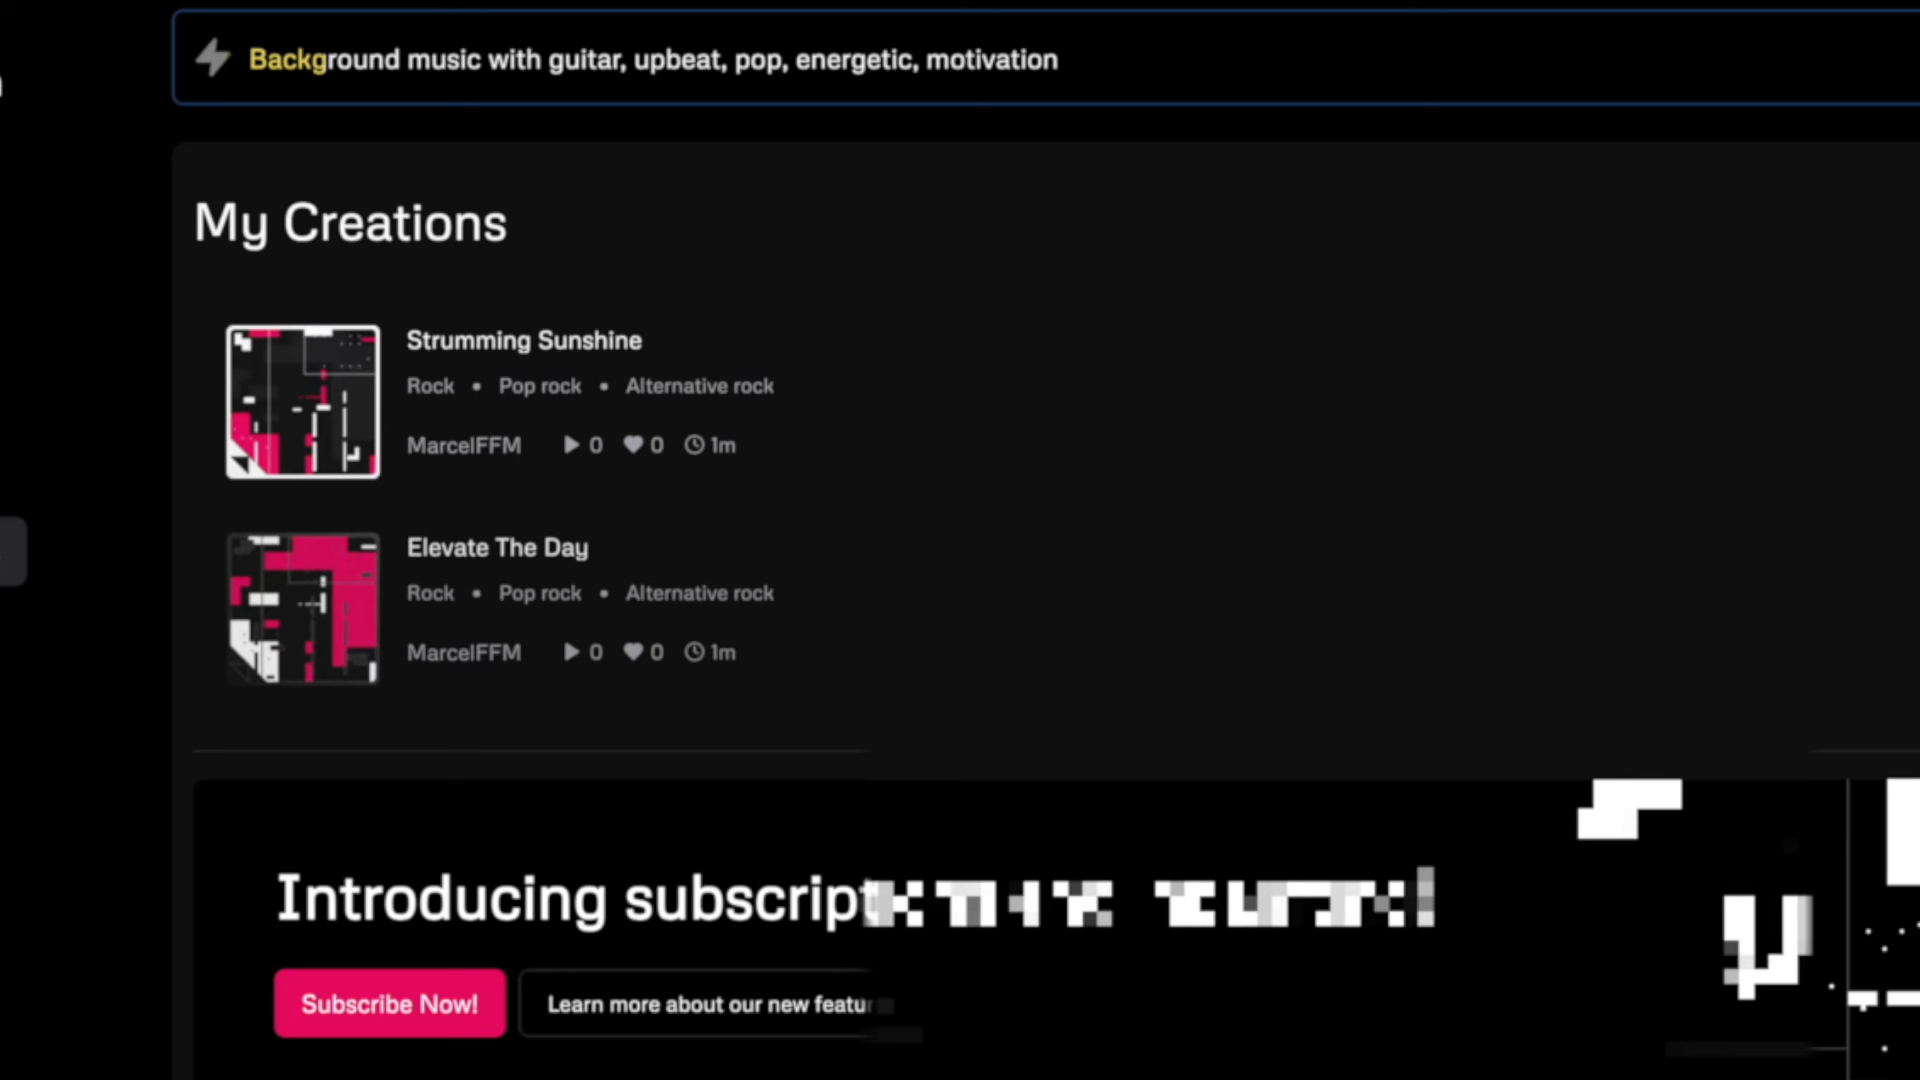 Background music with guitar, upbeat, pop, energetic, motivation
My Creations
Strumming Sunshine
Rock • Pop rock • Alternative rock
MarcelFFM 0 0 1m
Elevate The Day
Rock • Pop rock • Alternative rock
MarcelFFM 0 0 1m
Introducing
Subscribe Now!
Learn more about our new